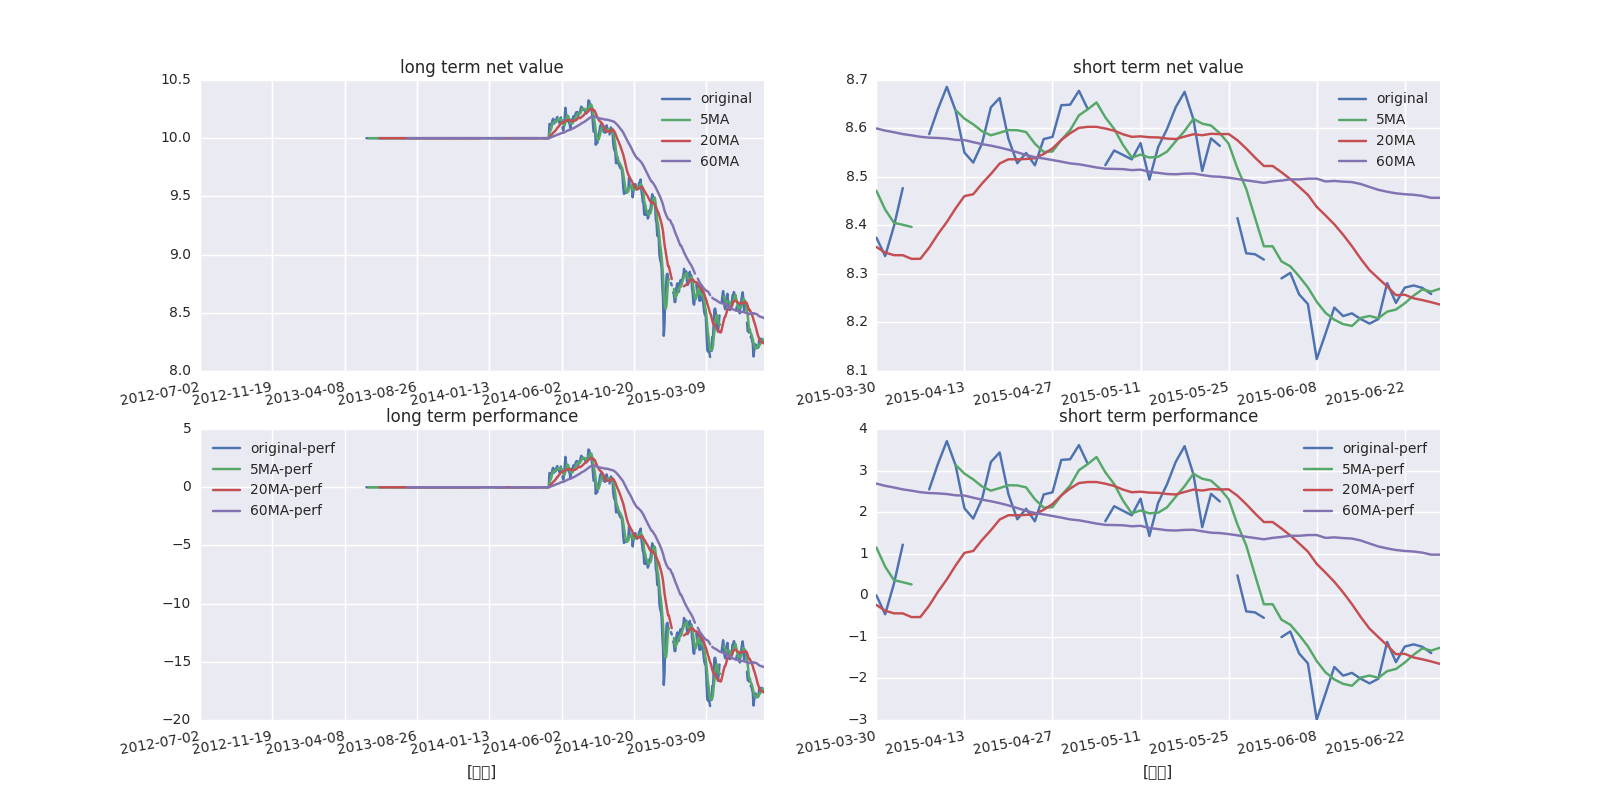 long term net value
10.5
10.0
9.5
9.0
8.5
8.0
original
5MA
20MA
60MA
2012-07-02
2012-11-19
2013-04-08
2013-08-26
2014-01-13
2014-06-02
2014-10-20
2015-03-09
short term net value
8.7
8.6
8.5
8.4
8.3
8.2
8.1
original
5MA
20MA
60MA
2015-03-30
2015-04-13
2015-04-27
2015-05-11
2015-05-25
2015-06-08
2015-06-22
long term performance
5
0
−5
−10
−15
−20
original-perf
5MA-perf
20MA-perf
60MA-perf
2012-07-02
2012-11-19
2013-04-08
2013-08-26
2014-01-13
2014-06-02
2014-10-20
2015-03-09
short term performance
4
3
2
1
0
−1
−2
−3
original-perf
5MA-perf
20MA-perf
60MA-perf
2015-03-30
2015-04-13
2015-04-27
2015-05-11
2015-05-25
2015-06-08
2015-06-22